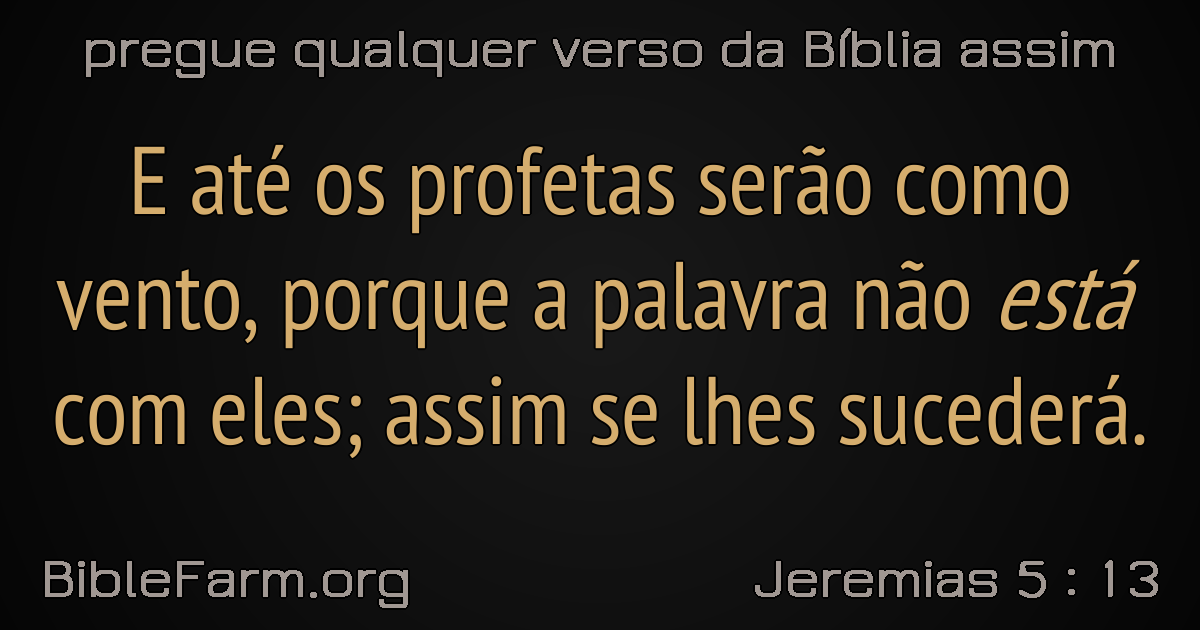 pregue qualquer verso da Bíblia assim
E até os profetas serão como
vento, porque a palavra não está
com eles; assim se lhes sucederá.
BibleFarm.org
Jeremias 5 : 13